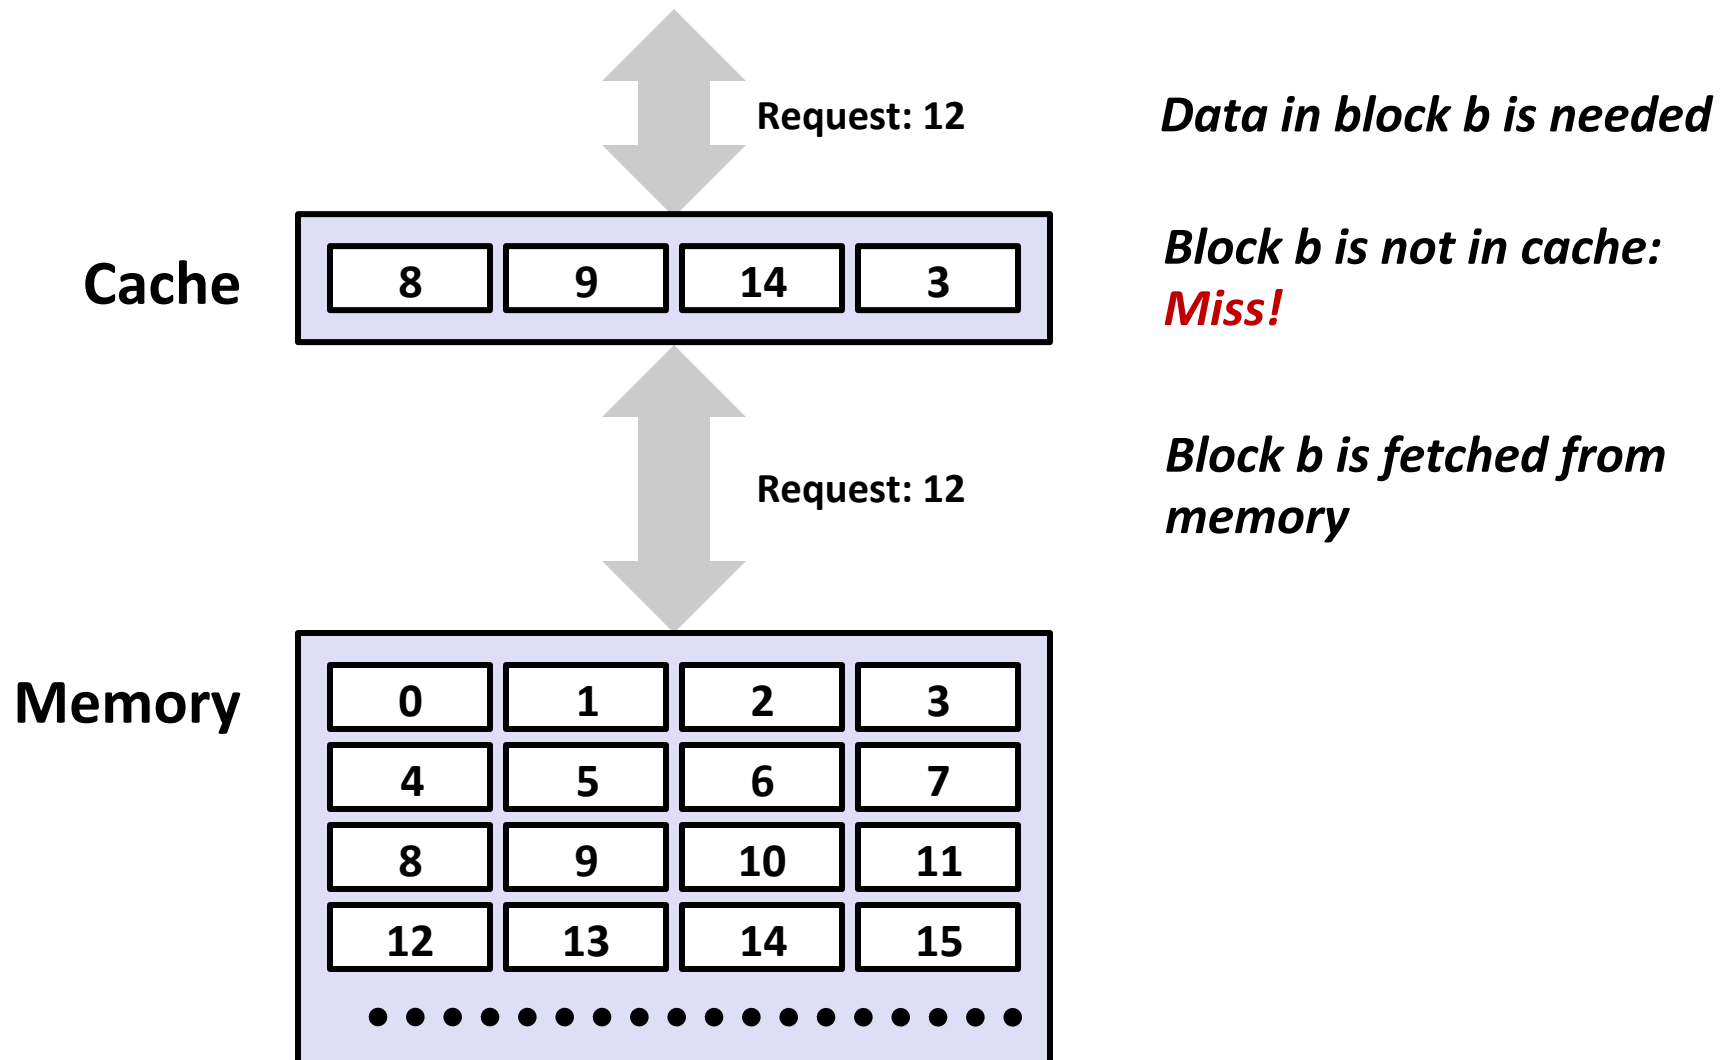 Request: 12
Data in block b is needed
Cache
8 9 14 3
Block b is not in cache:
Miss!
Request: 12
Block b is fetched from
memory
Memory
0 1 2 3
4 5 6 7
8 9 10 11
12 13 14 15